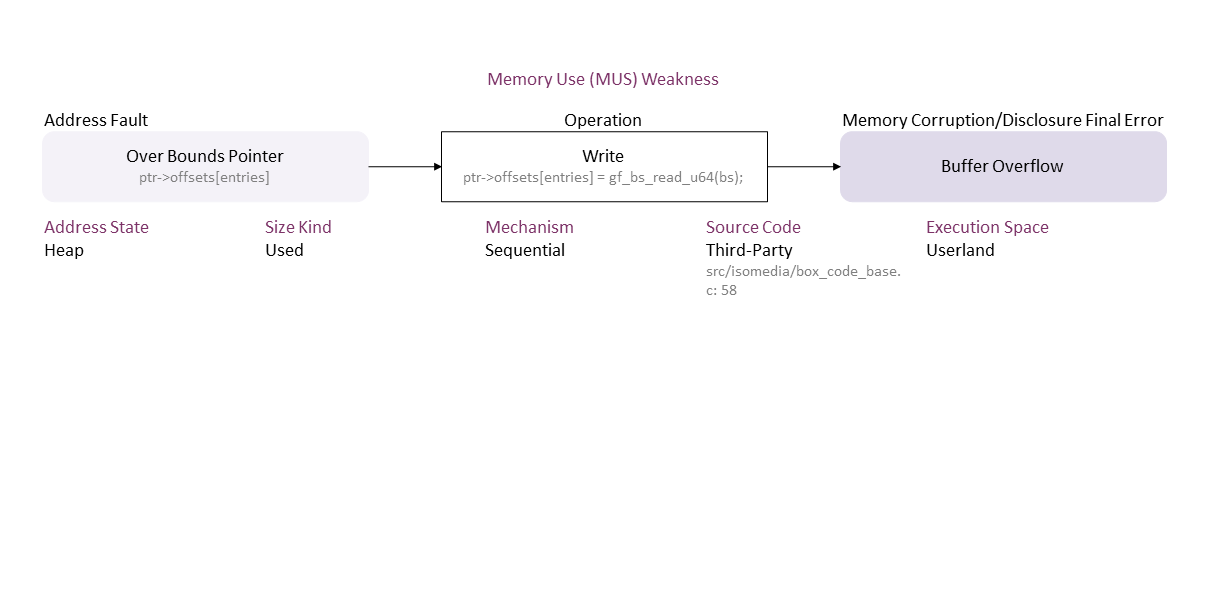 Memory Use (MUS) Weakness
Address Fault
Operation
Memory Corruption/Disclosure Final Error
Over Bounds Pointer
ptr->offsets[entries]
Write
ptr->offsets[entries] = gf_bs_read_u64(bs);
Buffer Overflow
Address State
Heap
Size Kind
Used
Mechanism
Sequential
Source Code
Third-Party
src/isomedia/box_code_base.
c: 58
Execution Space
Userland